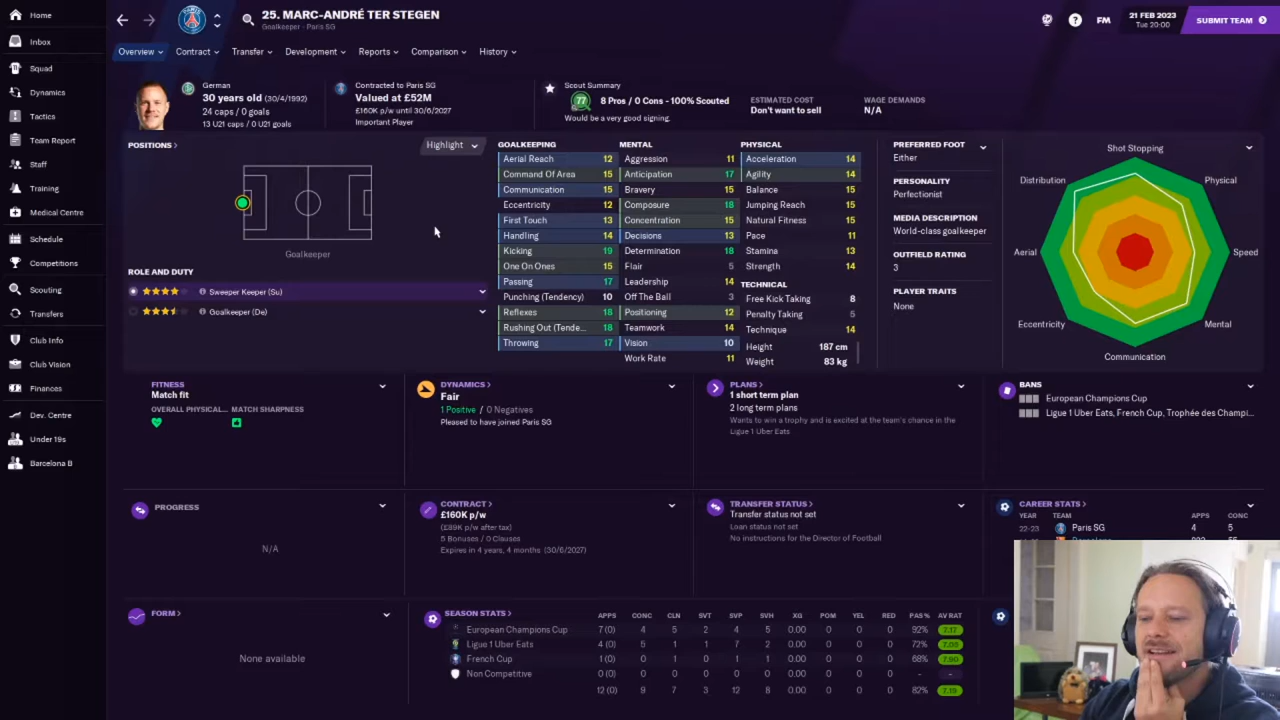 Home
Inbox
Squad
Dynamics
Tactics
Team Report
Staff
Training
Medical Centre
Schedule
Competitions
Scouting
Transfers
Club Info
Club Vision
Finances
Dev. Centre
Under 19s
Barcelona B
25. MARC-ANDRÉ TER STEGEN
Goalkeeper - Paris SG
? FM
21 FEB 2023
Tue 20:00
SUBMIT TEAM
Overview Contract Transfer Development Reports Comparison History
German
30 years old (30/4/1992)
24 caps / 0 goals
13 U21 caps / 0 U21 goals
Contracted to Paris SG
Valued at £52M
£160K p/w until 30/6/2027
Important Player
Scout Summary
77 8 Pros / 0 Cons - 100% Scouted
Would be a very good signing.
ESTIMATED COST
Don't want to sell
WAGE DEMANDS
N/A
POSITIONS
Highlight
Goalkeeper
ROLE AND DUTY
Sweeper Keeper (Su)
Goalkeeper (De)
GOALKEEPING
Aerial Reach 12
Command Of Area 15
Communication 15
Eccentricity 12
First Touch 13
Handling 14
Kicking 19
One On Ones 15
Passing 17
Punching (Tendency) 10
Reflexes 18
Rushing Out (Tende... 18
Throwing 17
MENTAL
Aggression 11
Anticipation 17
Bravery 15
Composure 18
Concentration 15
Decisions 13
Determination 18
Flair 5
Leadership 14
Off The Ball 3
Positioning 12
Teamwork 14
Vision 10
Work Rate 11
PHYSICAL
Acceleration 14
Agility 14
Balance 15
Jumping Reach 15
Natural Fitness 15
Pace 11
Stamina 13
Strength 14
TECHNICAL
Free Kick Taking 8
Penalty Taking 5
Technique 14
Height 187 cm
Weight 83 kg
PREFERRED FOOT
Either
PERSONALITY
Perfectionist
MEDIA DESCRIPTION
World-class goalkeeper
OUTFIELD RATING
3
PLAYER TRAITS
None
Shot Stopping
Distribution Physical
Aerial Speed
Eccentricity Mental
Communication
FITNESS
Match fit
OVERALL PHYSICAL... MATCH SHARPNESS
DYNAMICS
Fair
1 Positive / 0 Negatives
Pleased to have joined Paris SG
PLANS
1 short term plan
2 long term plans
Wants to win a trophy and is excited at the team's chance in the
Ligue 1 Uber Eats
BANS
European Champions Cup
Ligue 1 Uber Eats, French Cup, Trophée des Champi...
PROGRESS
N/A
CONTRACT
£160K p/w
(£89K p/w after tax)
5 Bonuses / 0 Clauses
Expires in 4 years, 4 months (30/6/2027)
TRANSFER STATUS
Transfer status not set
Loan status not set
No instructions for the Director of Football
CAREER STATS
YEAR TEAM APPS CONC
22-23 Paris SG 4 5
FORM
None available
SEASON STATS APPS CONC CLN SVT SVP SVH XG POM YEL RED PAS % AV RAT
European Champions Cup 7 (0) 4 5 2 4 5 0.00 0 0 0 92% 7.17
Ligue 1 Uber Eats 4 (0) 5 1 1 7 2 0.00 0 0 0 72% 7.05
French Cup 1 (0) 0 1 0 1 1 0.00 0 0 0 68% 7.90
Non Competitive 0 (0) 0 0 0 0 0 0.00 0 0 0 - -
12 (0) 9 7 3 12 8 0.00 0 0 0 82% 7.19